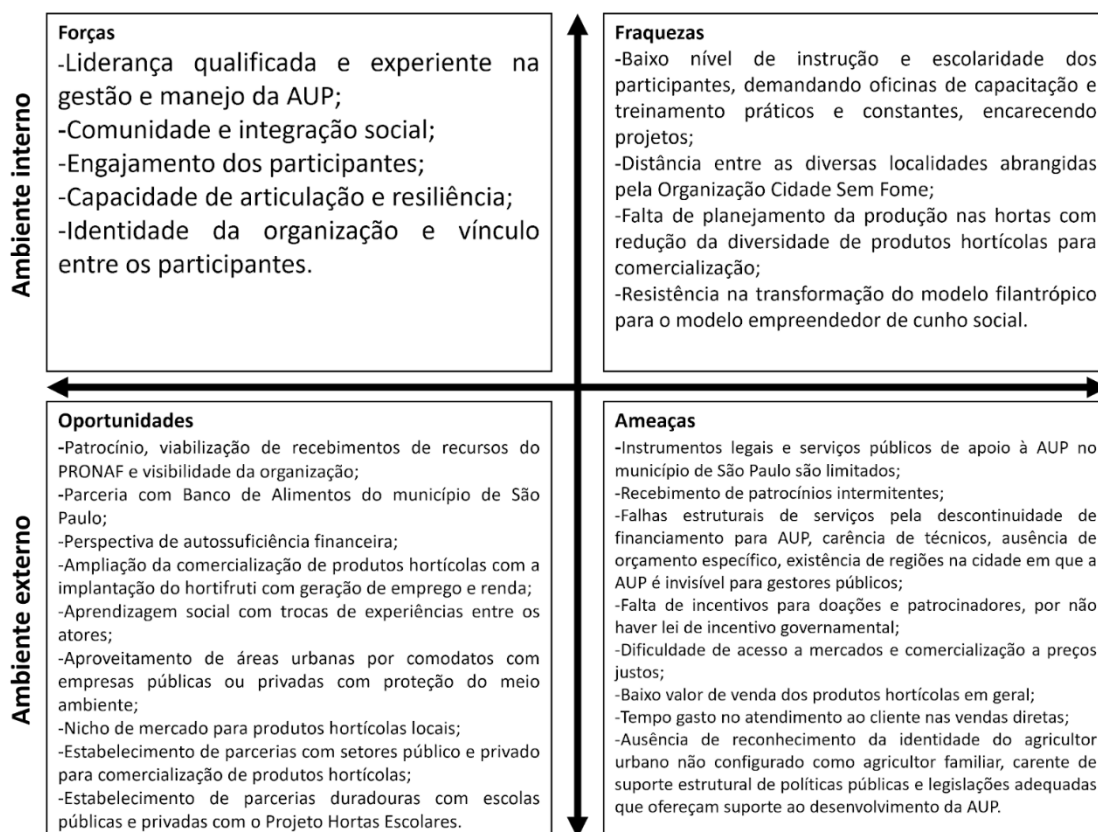 Ambiente interno
Forças
-Liderança qualificada e experiente na
gestão e manejo da AUP;
-Comunidade e integração social;
-Engajamento dos participantes;
-Capacidade de articulação e resiliência;
-Identidade da organização e vínculo
entre os participantes.
Fraquezas
-Baixo nível de instrução e escolaridade dos
participantes, demandando oficinas de capacitação e
treinamento práticos e constantes, encarecendo
projetos;
-Distância entre as diversas localidades abrangidas
pela Organização Cidade Sem Fome;
-Falta de planejamento da produção nas hortas com
redução da diversidade de produtos hortícolas para
comercialização;
-Resistência na transformação do modelo filantrópico
para o modelo empreendedor de cunho social.
Ambiente externo
Oportunidades
-Patrocínio, viabilização de recebimentos de recursos do
PRONAF e visibilidade da organização;
-Parceria com Banco de Alimentos do município de São
Paulo;
-Perspectiva de autossuficiência financeira;
-Ampliação da comercialização de produtos hortícolas com a
implantação do hortifruti com geração de emprego e renda;
-Aprendizagem social com trocas de experiências entre os
atores;
-Aproveitamento de áreas urbanas por comodatos com
empresas públicas ou privadas com proteção do meio
ambiente;
-Nicho de mercado para produtos hortícolas locais;
-Estabelecimento de parcerias com setores público e privado
para comercialização de produtos hortícolas;
-Estabelecimento de parcerias duradouras com escolas
públicas e privadas com o Projeto Hortas Escolares.
Ameaças
-Instrumentos legais e serviços públicos de apoio à AUP no
município de São Paulo são limitados;
-Recebimento de patrocínios intermitentes;
-Falhas estruturais de serviços pela descontinuidade de
financiamento para AUP, carência de técnicos, ausência de
orçamento específico, existência de regiões na cidade em que a
AUP é invisível para gestores públicos;
-Falta de incentivos para doações e patrocinadores, por não
haver lei de incentivo governamental;
-Dificuldade de acesso a mercados e comercialização a preços
justos;
-Baixo valor de venda dos produtos hortícolas em geral;
-Tempo gasto no atendimento ao cliente nas vendas diretas;
-Ausência de reconhecimento da identidade do agricultor
urbano não configurado como agricultor familiar, carente de
suporte estrutural de políticas públicas e legislações adequadas
que ofereçam suporte ao desenvolvimento da AUP.